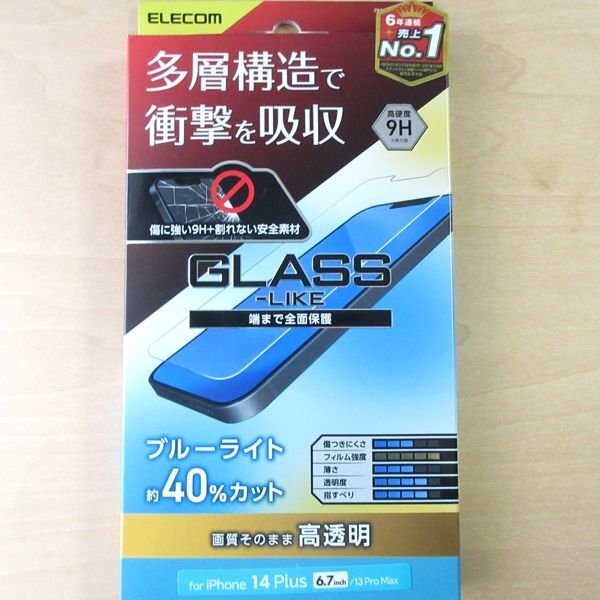 ELECOM
6年連続
売上
No.1
多層構造で
衝撃を吸収
高硬度
9H
傷に強い9H+割れない安全素材
GLASS
-LIKE
端まで全面保護
ブルーライト
約40%カット
傷つきにくさ
フィルム強度
薄さ
透明度
指すべり
画質そのまま 高透明
for iPhone 14 Plus 6.7inch /13 Pro Max